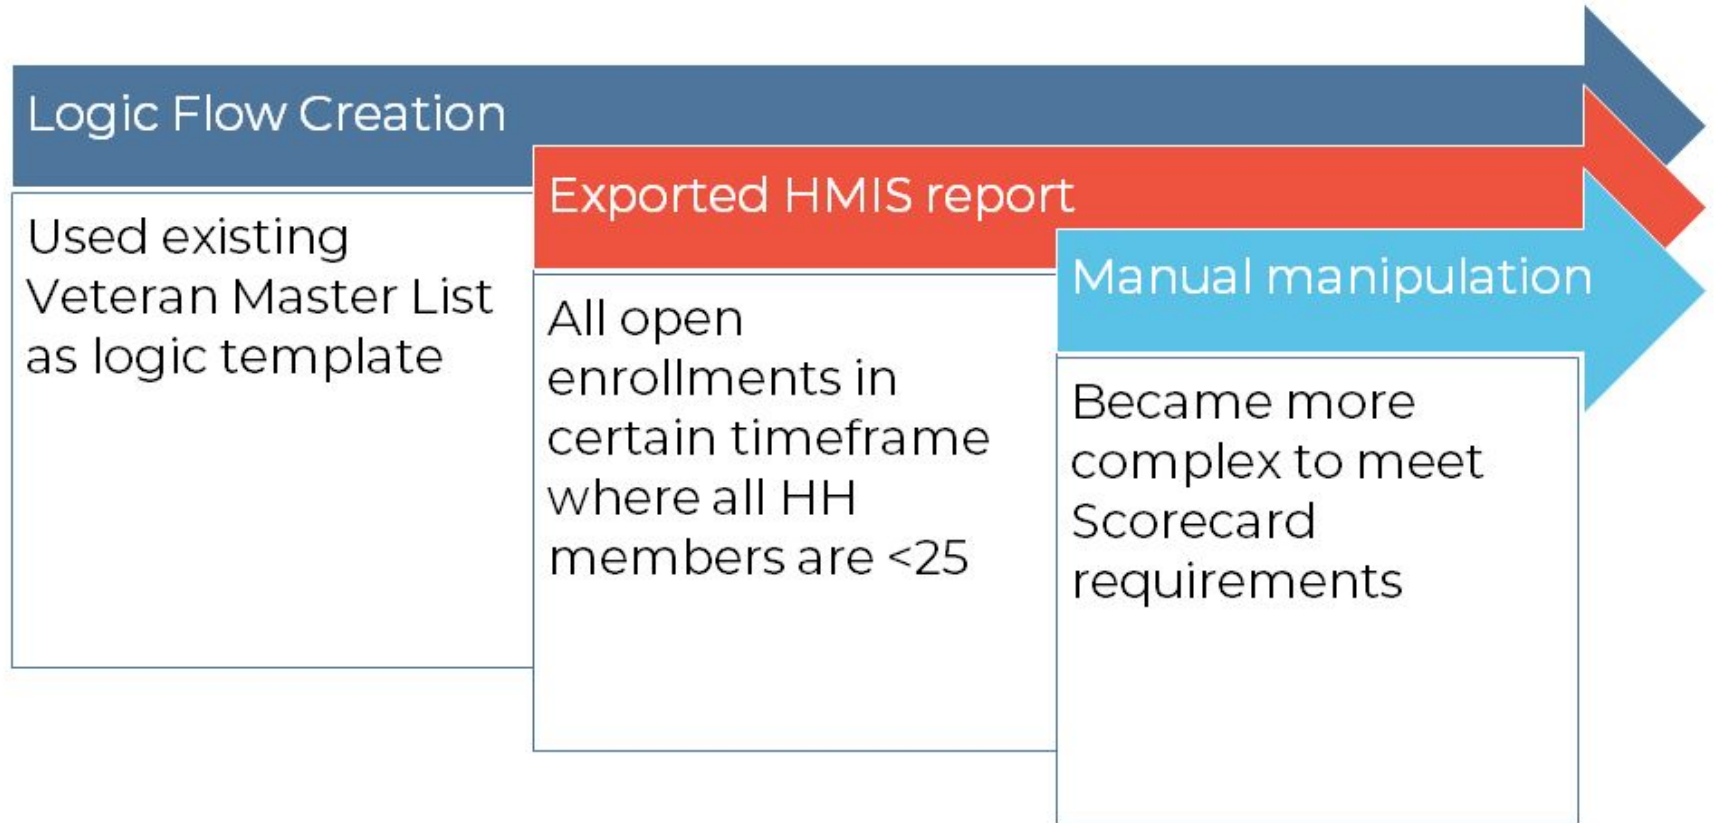 Logic Flow Creation
Used existing
Veteran Master List
as logic template
Exported HMIS report
All open
enrollments in
certain timeframe
where all HH
members are <25
Manual manipulation
Became more
complex to meet
Scorecard
requirements